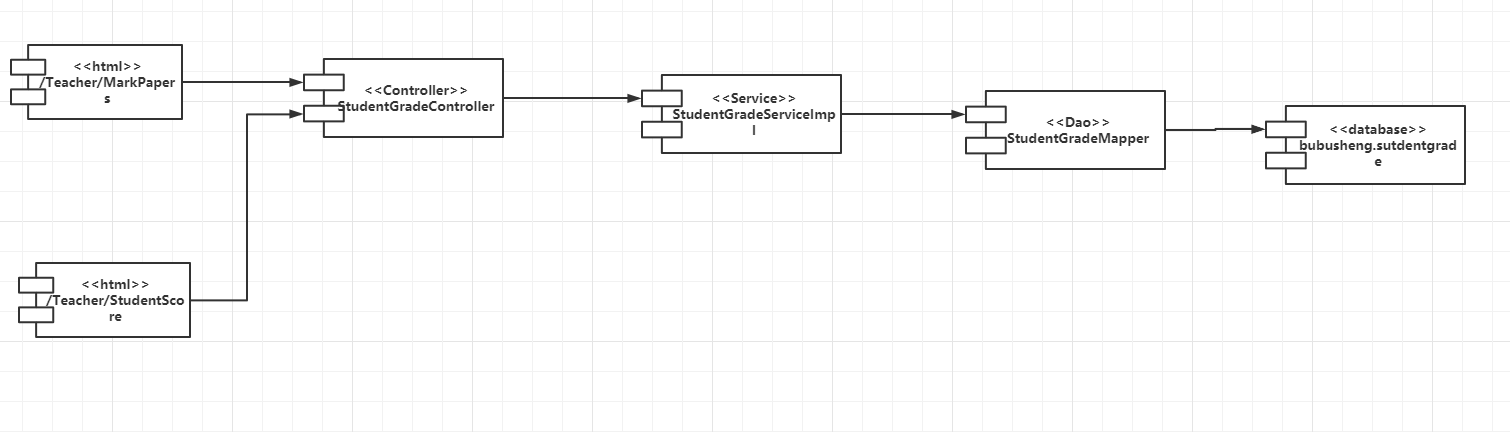 <<html>>
/Teacher/MarkPaper
s
<<Controller>>
StudentGradeController
<<Service>>
StudentGradeServiceImp
l
<<Dao>>
StudentGradeMapper
<<database>>
bubusheng.sutdentgrad
e
<<html>>
/Teacher/StudentSco
re